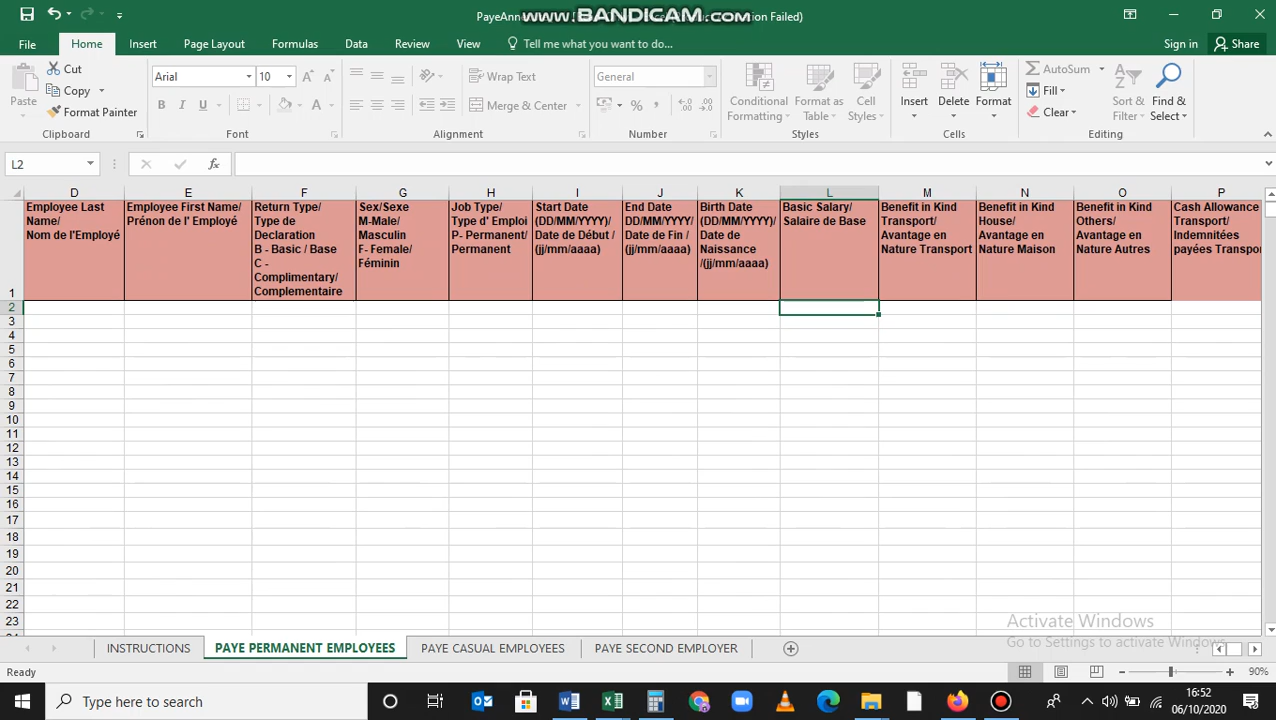 PayeAnn
www.BANDICAM.com
ion Failed)
File
Home
Insert
Page Layout
Formulas
Data
Review
View
Tell me what you want to do...
Sign in
Share
Paste
Cut
Copy
Format Painter
Clipboard
Arial
10
B I U
Font
Wrap Text
Merge & Center
Alignment
General
%
Number
Conditional Formatting
Format as Table
Cell Styles
Styles
Insert
Delete
Format
Cells
AutoSum
Fill
Clear
Sort & Filter
Find & Select
Editing
L2
fx
D E F G H I J K L M N O P
1
Employee Last
Name/
Nom de l'Employé
Employee First Name/
Prénon de l' Employé
Return Type/
Type de
Declaration
B - Basic / Base
C -
Complimentary/
Complementaire
Sex/Sexe
M-Male/
Masculin
F- Female/
Féminin
Job Type/
Type d' Emploi
P- Permanent/
Permanent
Start Date
(DD/MM/YYYY)/
Date de Début /
(jj/mm/aaaa)
End Date
DD/MM/YYYY/
Date de Fin /
(jj/mm/aaaa)
Birth Date
(DD/MM/YYYY)/
Date de
Naissance
/(jj/mm/aaaa)
Basic Salary/
Salaire de Base
Benefit in Kind
Transport/
Avantage en
Nature Transport
Benefit in Kind
House/
Avantage en
Nature Maison
Benefit in Kind
Others/
Avantage en
Nature Autres
Cash Allowance
Transport/
Indemnitées
payées Transpor
2
3
4
5
6
7
8
9
10
11
12
13
14
15
16
17
18
19
20
21
22
23
Activate Windows
Go to Settings to activate Windows.
INSTRUCTIONS
PAYE PERMANENT EMPLOYEES
PAYE CASUAL EMPLOYEES
PAYE SECOND EMPLOYER
Ready
90%
Type here to search
16:52
06/10/2020